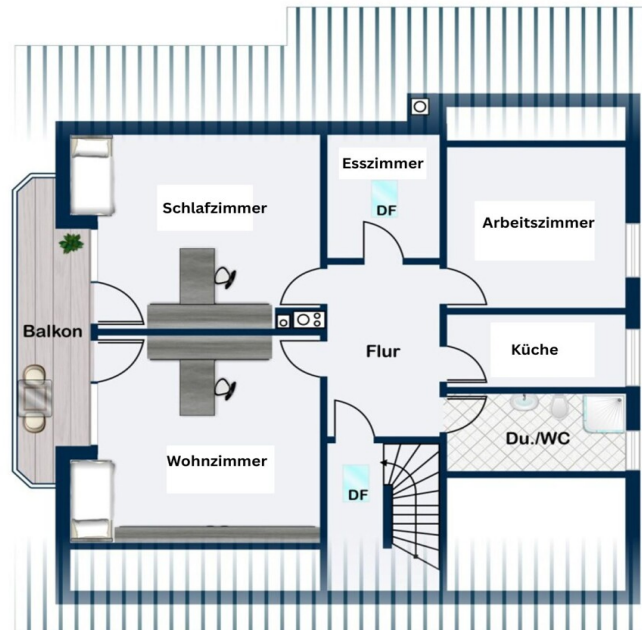 Esszimmer
Schlafzimmer
DF
Arbeitszimmer
Balkon
Flur
Küche
Du./WC
Wohnzimmer
DF